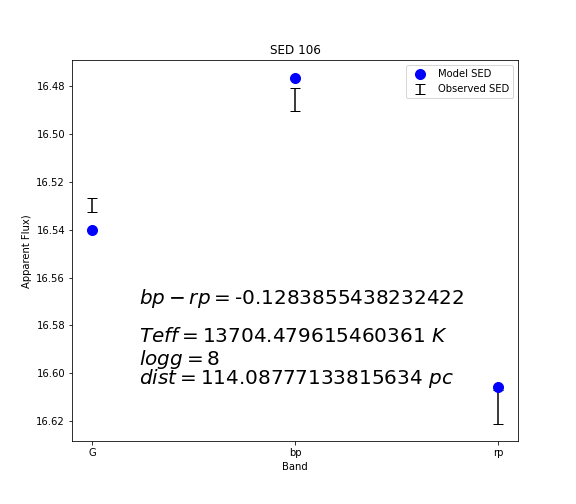 SED 106
Model SED
Observed SED
16.48
16.50
16.52
16.54
16.56
16.58
16.60
16.62
Apparent Flux)
bp − rp = -0.1283855438232422
Teff = 13704.479615460361 K
logg = 8
dist = 114.08777133815634 pc
G bp rp
Band